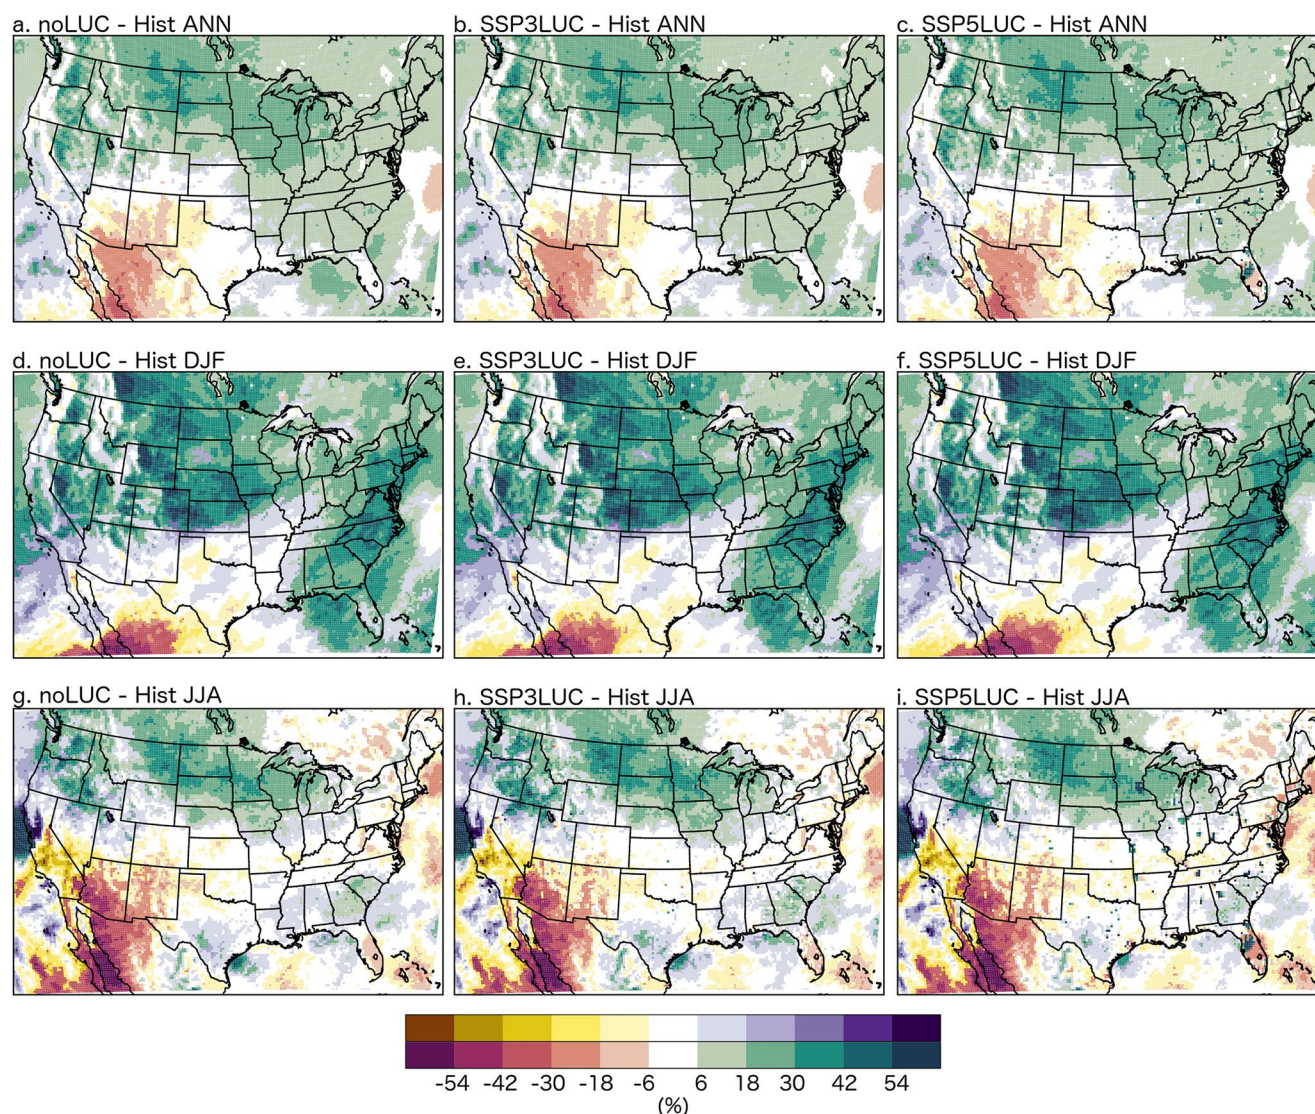 a. noLUC - Hist ANN
b. SSP3LUC - Hist ANN
c. SSP5LUC - Hist ANN
d. noLUC - Hist DJF
e. SSP3LUC - Hist DJF
f. SSP5LUC - Hist DJF
g. noLUC - Hist JJA
h. SSP3LUC - Hist JJA
i. SSP5LUC - Hist JJA
-54 -42 -30 -18 -6 6 18 30 42 54
(%)